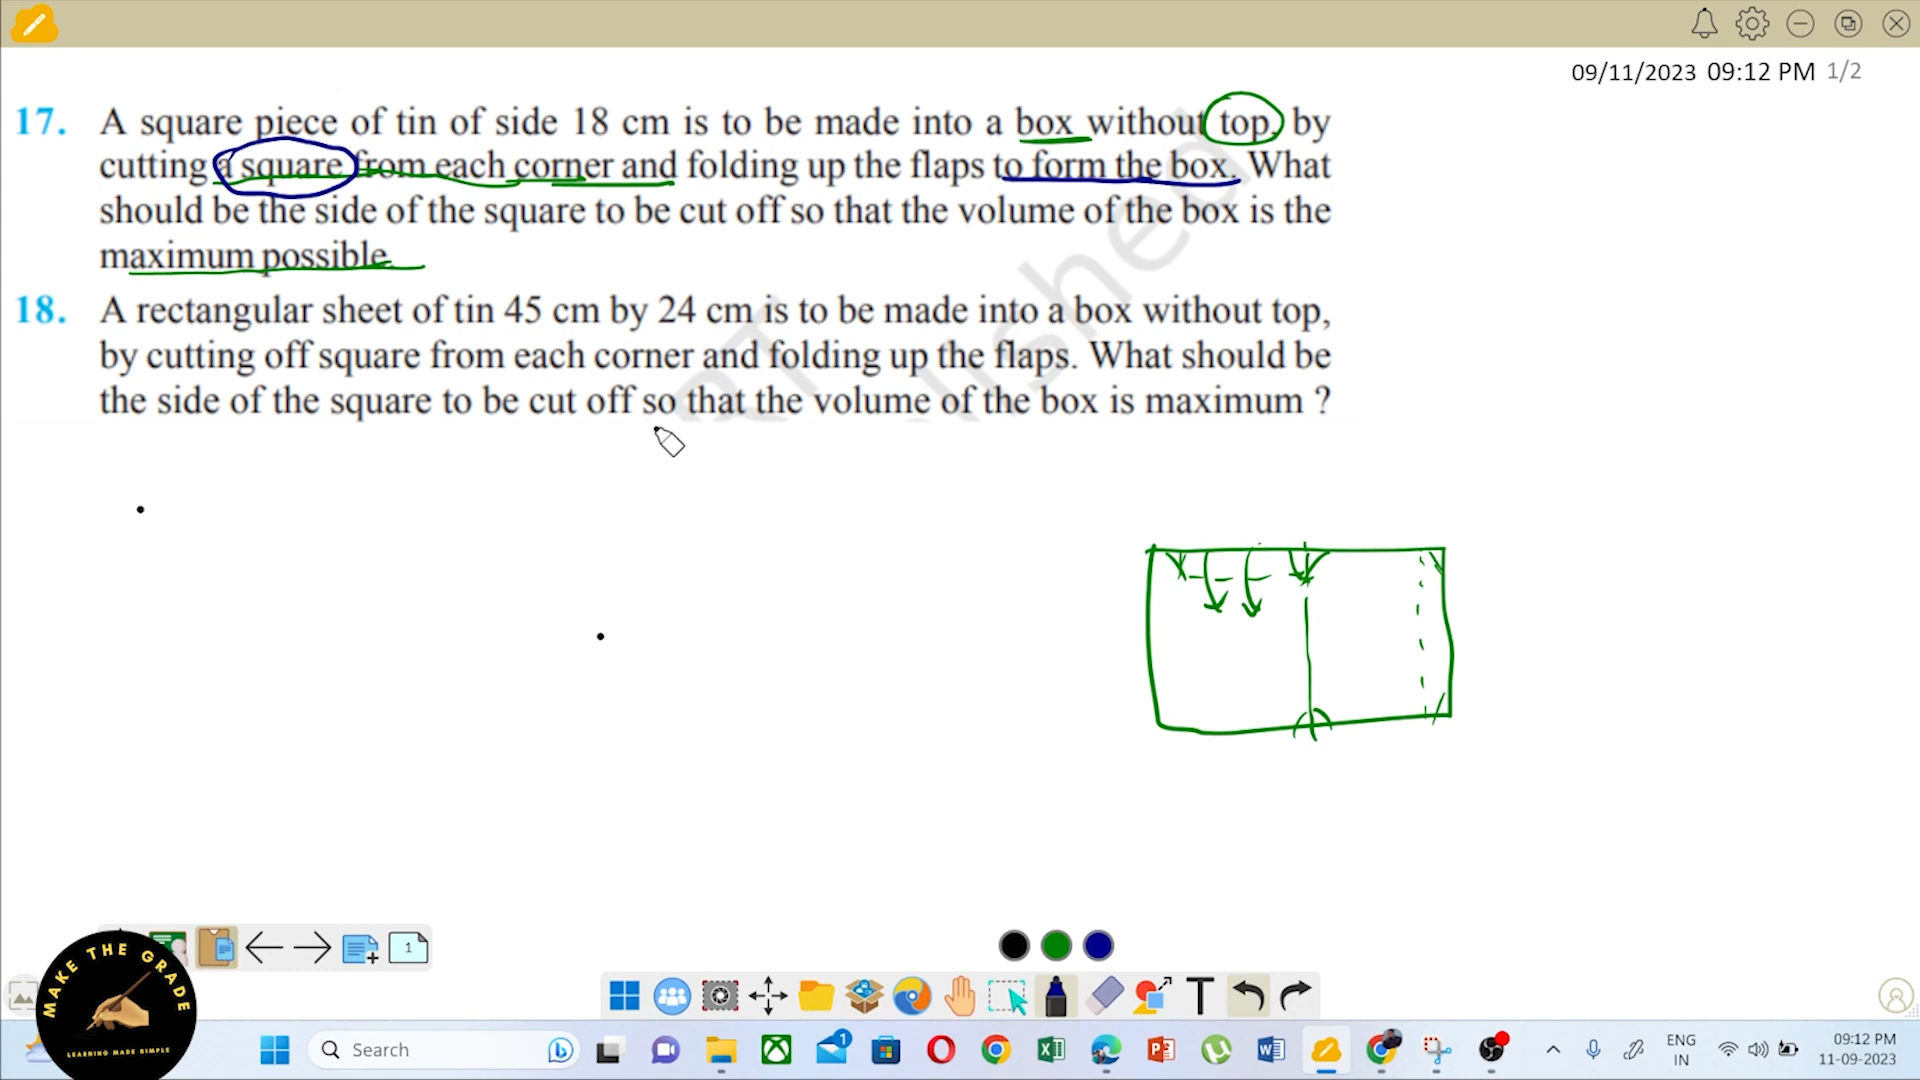 09/11/2023 09:12 PM 1/2
17. A square piece of tin of side 18 cm is to be made into a box without top, by
cutting a square from each corner and folding up the flaps to form the box. What
should be the side of the square to be cut off so that the volume of the box is the
maximum possible.
18. A rectangular sheet of tin 45 cm by 24 cm is to be made into a box without top,
by cutting off square from each corner and folding up the flaps. What should be
the side of the square to be cut off so that the volume of the box is maximum ?
1
MAKE THE GRADE
LEARNING MADE SIMPLE
Search
1
ENG
IN
09:12 PM
11-09-2023